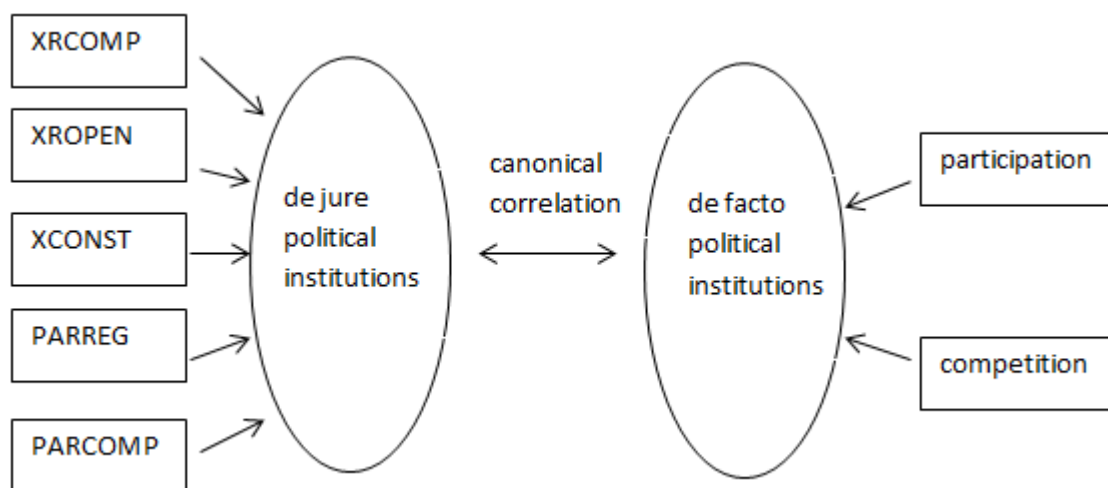 XRCOMP
XROPEN
XCONST
PARREG
PARCOMP
de jure
political
institutions
canonical
correlation
de facto
political
institutions
participation
competition